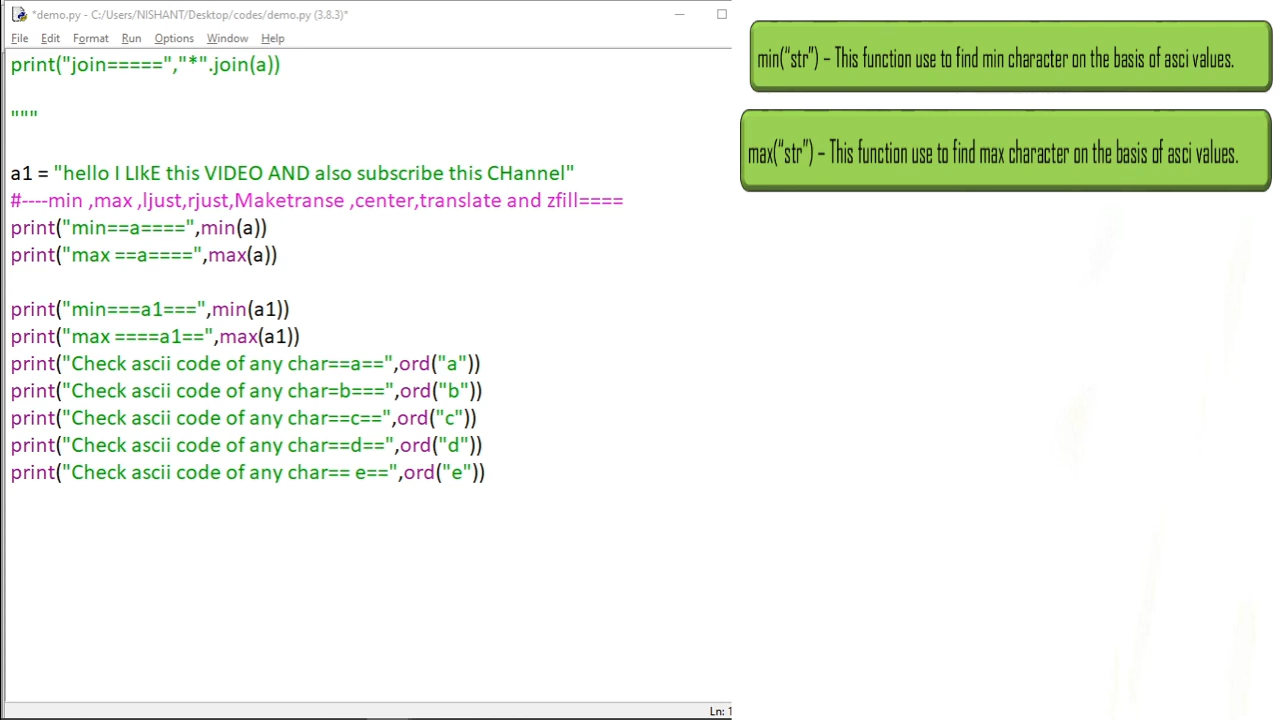 *demo.py - C:/Users/NISHANT/Desktop/codes/demo.py (3.8.3)*
File Edit Format Run Options Window Help
print("join=====","*".join(a))
"""
a1 = "hello I LIkE this VIDEO AND also subscribe this CHannel"
#----min ,max ,ljust,rjust,Maketranse ,center,translate and zfill====
print("min==a====",min(a))
print("max ==a====",max(a))
print("min===a1===",min(a1))
print("max ====a1==",max(a1))
print("Check ascii code of any char==a==",ord("a"))
print("Check ascii code of any char=b===",ord("b"))
print("Check ascii code of any char==c==",ord("c"))
print("Check ascii code of any char==d==",ord("d"))
print("Check ascii code of any char== e==",ord("e"))
Ln: 1
min(“str”) – This function use to find min character on the basis of asci values.
max(“str”) – This function use to find max character on the basis of asci values.